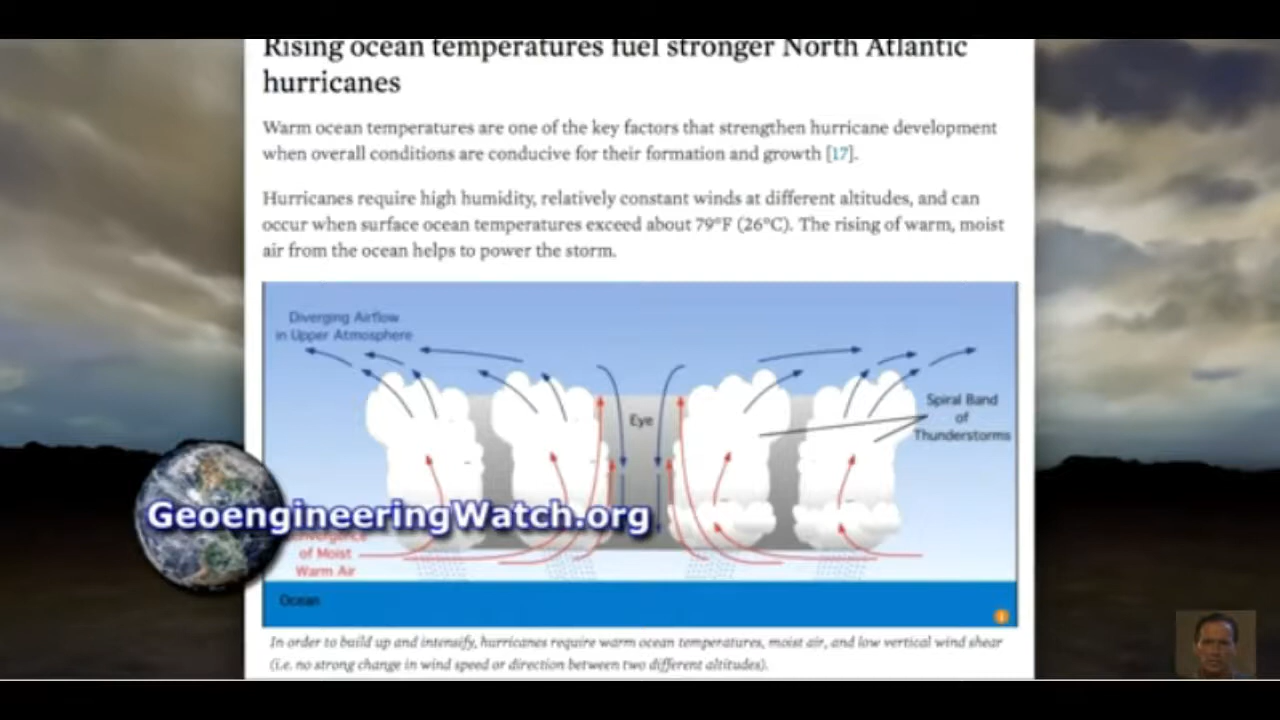 Rising ocean temperatures fuel stronger North Atlantic
hurricanes
Warm ocean temperatures are one of the key factors that strengthen hurricane development
when overall conditions are conducive for their formation and growth [17].
Hurricanes require high humidity, relatively constant winds at different altitudes, and can
occur when surface ocean temperatures exceed about 79°F (26°C). The rising of warm, moist
air from the ocean helps to power the storm.
Diverging Airflow
in Upper Atmosphere
Eye
Spiral Band
of
Thunderstorms
GeoengineeringWatch.org
Convergence
of Moist
Warm Air
Ocean
In order to build up and intensify, hurricanes require warm ocean temperatures, moist air, and low vertical wind shear
(i.e. no strong change in wind speed or direction between two different altitudes).